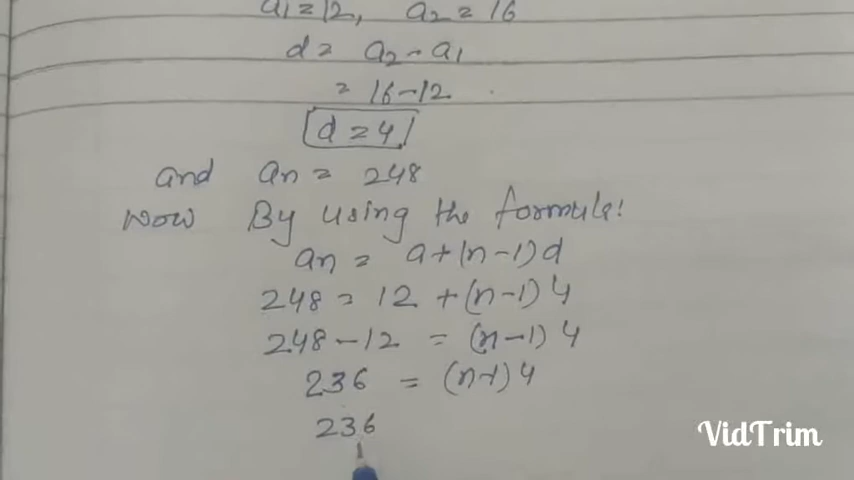 a1 = 12, a2 = 16
d = a2 - a1
= 16-12
d = 4
and an = 248
Now By using the formula:
an = a+(n-1)d
248 = 12 +(n-1) 4
248-12 = (n-1) 4
236 = (n-1) 4
236
VidTrim